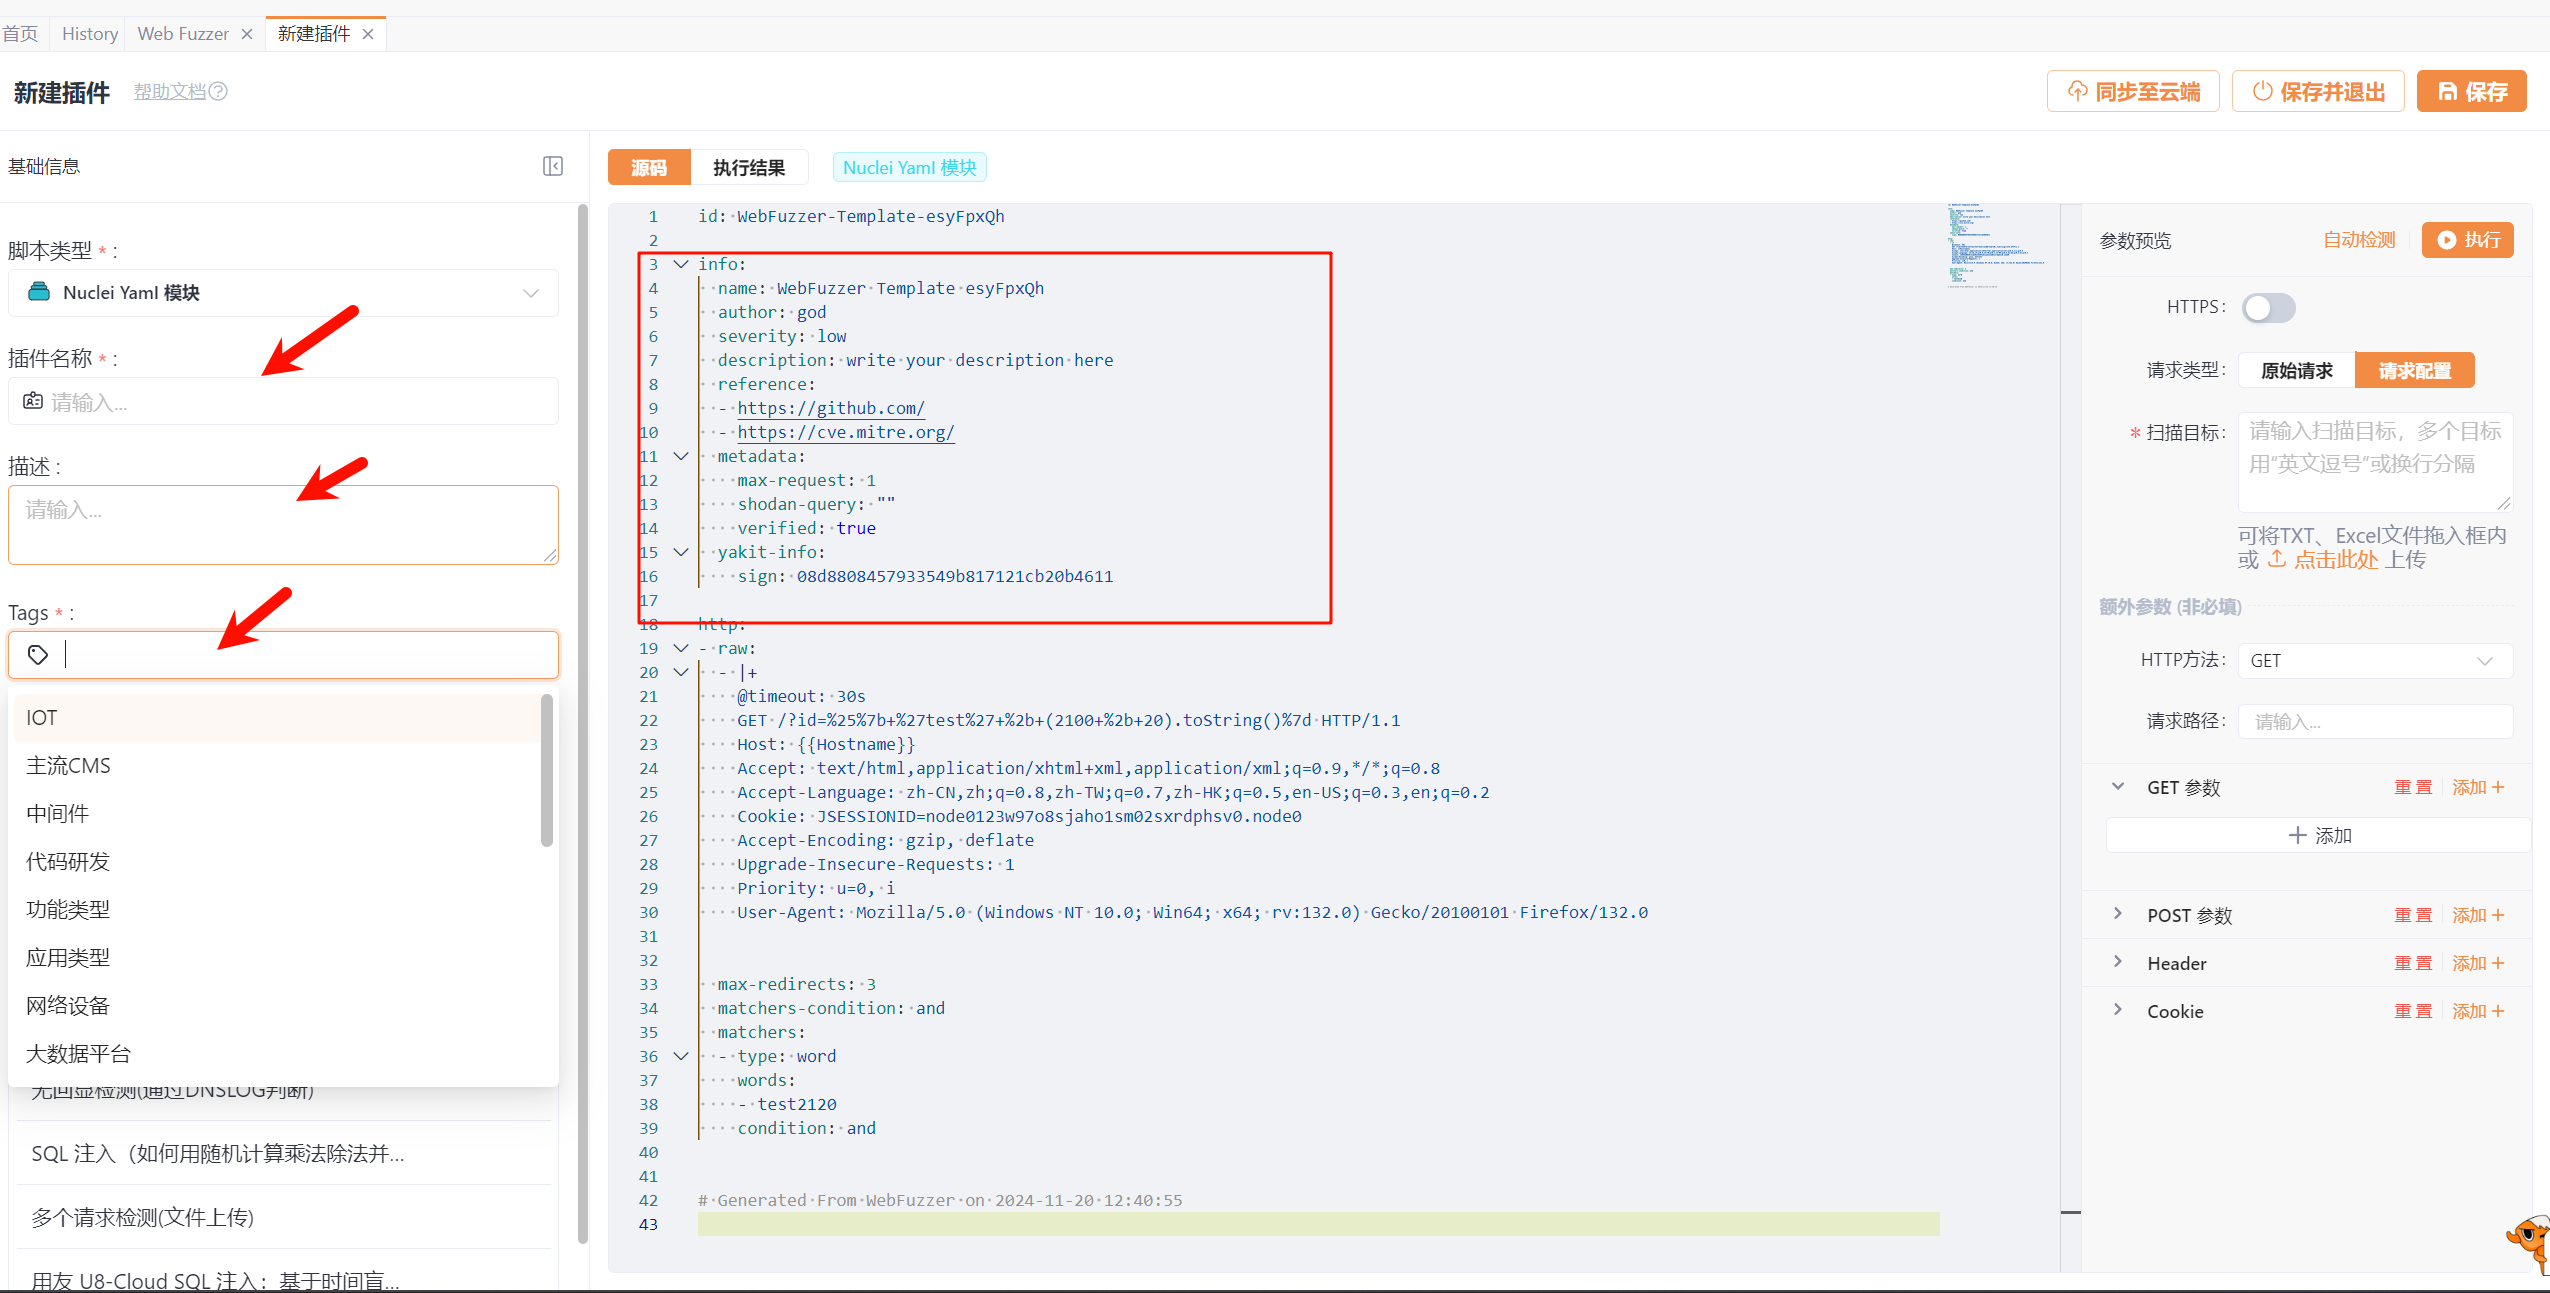 首页 History Web Fuzzer 新建插件
新建插件 帮助文档
同步至云端 保存并退出 保存
基础信息
脚本类型 * :
Nuclei Yaml 模块
插件名称 * :
请输入...
描述 :
请输入...
Tags * :
IOT
主流CMS
中间件
代码研发
功能类型
应用类型
网络设备
大数据平台
无回显检测(通过DNSLOG判断)
SQL 注入（如何用随机计算乘法除法并...
多个请求检测(文件上传)
用友 U8-Cloud SQL 注入：基于时间盲...
源码 执行结果 Nuclei Yaml 模块
1 id: WebFuzzer-Template-esyFpxQh
2
3 info:
4 name: WebFuzzer Template esyFpxQh
5 author: god
6 severity: low
7 description: write your description here
8 reference:
9 - https://github.com/
10 - https://cve.mitre.org/
11 metadata:
12 max-request: 1
13 shodan-query: ""
14 verified: true
15 yakit-info:
16 sign: 08d8808457933549b817121cb20b4611
17
18 http:
19 - raw:
20 - |+
21 @timeout: 30s
22 GET /?id=%25%7b+%27test%27+%2b+(2100+%2b+20).toString()%7d HTTP/1.1
23 Host: {{Hostname}}
24 Accept: text/html,application/xhtml+xml,application/xml;q=0.9,*/*;q=0.8
25 Accept-Language: zh-CN,zh;q=0.8,zh-TW;q=0.7,zh-HK;q=0.5,en-US;q=0.3,en;q=0.2
26 Cookie: JSESSIONID=node0123w97o8sjaho1sm02sxrdphsv0.node0
27 Accept-Encoding: gzip, deflate
28 Upgrade-Insecure-Requests: 1
29 Priority: u=0, i
30 User-Agent: Mozilla/5.0 (Windows NT 10.0; Win64; x64; rv:132.0) Gecko/20100101 Firefox/132.0
31
32
33 max-redirects: 3
34 matchers-condition: and
35 matchers:
36 - type: word
37 words:
38 - test2120
39 condition: and
40
41
42 # Generated From WebFuzzer on 2024-11-20 12:40:55
43
参数预览 自动检测 执行
HTTPS :
请求类型 : 原始请求 请求配置
* 扫描目标 : 请输入扫描目标，多个目标
用“英文逗号”或换行分隔
可将TXT、Excel文件拖入框内
或 点击此处 上传
额外参数 (非必填)
HTTP方法 : GET
请求路径 : 请输入...
GET 参数 重置 添加 +
+ 添加
POST 参数 重置 添加 +
Header 重置 添加 +
Cookie 重置 添加 +